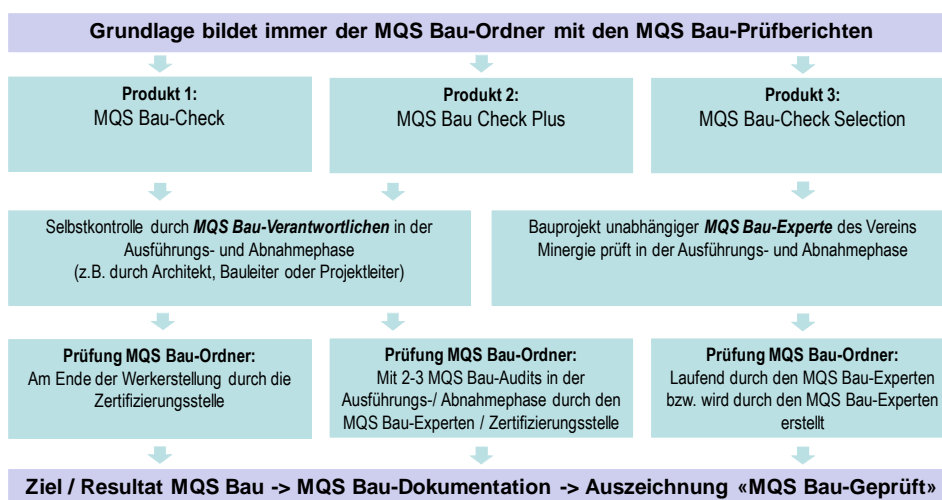 Grundlage bildet immer der MQS Bau-Ordner mit den MQS Bau-Prüfberichten
Produkt 1:
MQS Bau-Check
Produkt 2:
MQS Bau Check Plus
Produkt 3:
MQS Bau-Check Selection
Selbstkontrolle durch MQS Bau-Verantwortlichen in der
Ausführungs- und Abnahmephase
(z.B. durch Architekt, Bauleiter oder Projektleiter)
Bauprojekt unabhängiger MQS Bau-Experte des Vereins
Minergie prüft in der Ausführungs- und Abnahmephase
Prüfung MQS Bau-Ordner:
Am Ende der Werkerstellung durch die
Zertifizierungsstelle
Prüfung MQS Bau-Ordner:
Mit 2-3 MQS Bau-Audits in der
Ausführungs-/ Abnahmephase durch den
MQS Bau-Experten / Zertifizierungsstelle
Prüfung MQS Bau-Ordner:
Laufend durch den MQS Bau-Experten
bzw. wird durch den MQS Bau-Experten
erstellt
Ziel / Resultat MQS Bau -> MQS Bau-Dokumentation -> Auszeichnung «MQS Bau-Geprüft»